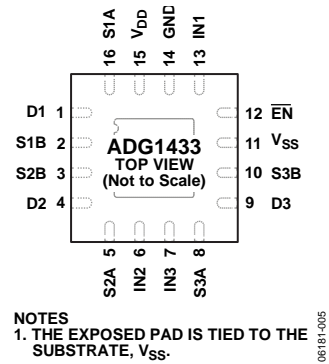 16 S1A
15 VDD
14 GND
13 IN1
D1 1
S1B 2
S2B 3
D2 4
ADG1433
TOP VIEW
(Not to Scale)
12 EN
11 VSS
10 S3B
9 D3
S2A 5
IN2 6
IN3 7
S3A 8
NOTES
1. THE EXPOSED PAD IS TIED TO THE
SUBSTRATE, VSS.
08181-005